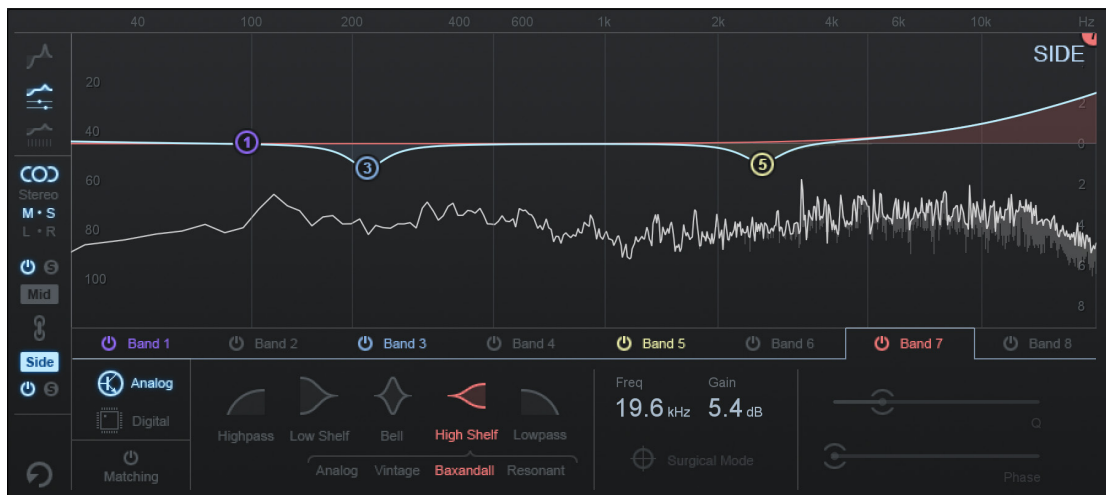 40 100 200 400 600 1k 2k 4k 6k 10k Hz
SIDE
7
20
2
40
0
1
3
5
60
2
80
4
100
6
8
Stereo
M • S
L • R
S
Mid
Side
S
Band 1 Band 2 Band 3 Band 4 Band 5 Band 6 Band 7 Band 8
Analog
Digital
Matching
Highpass Low Shelf Bell High Shelf Lowpass
Analog Vintage Baxandall Resonant
Freq Gain
19.6 kHz 5.4 dB
Surgical Mode
Q
Phase